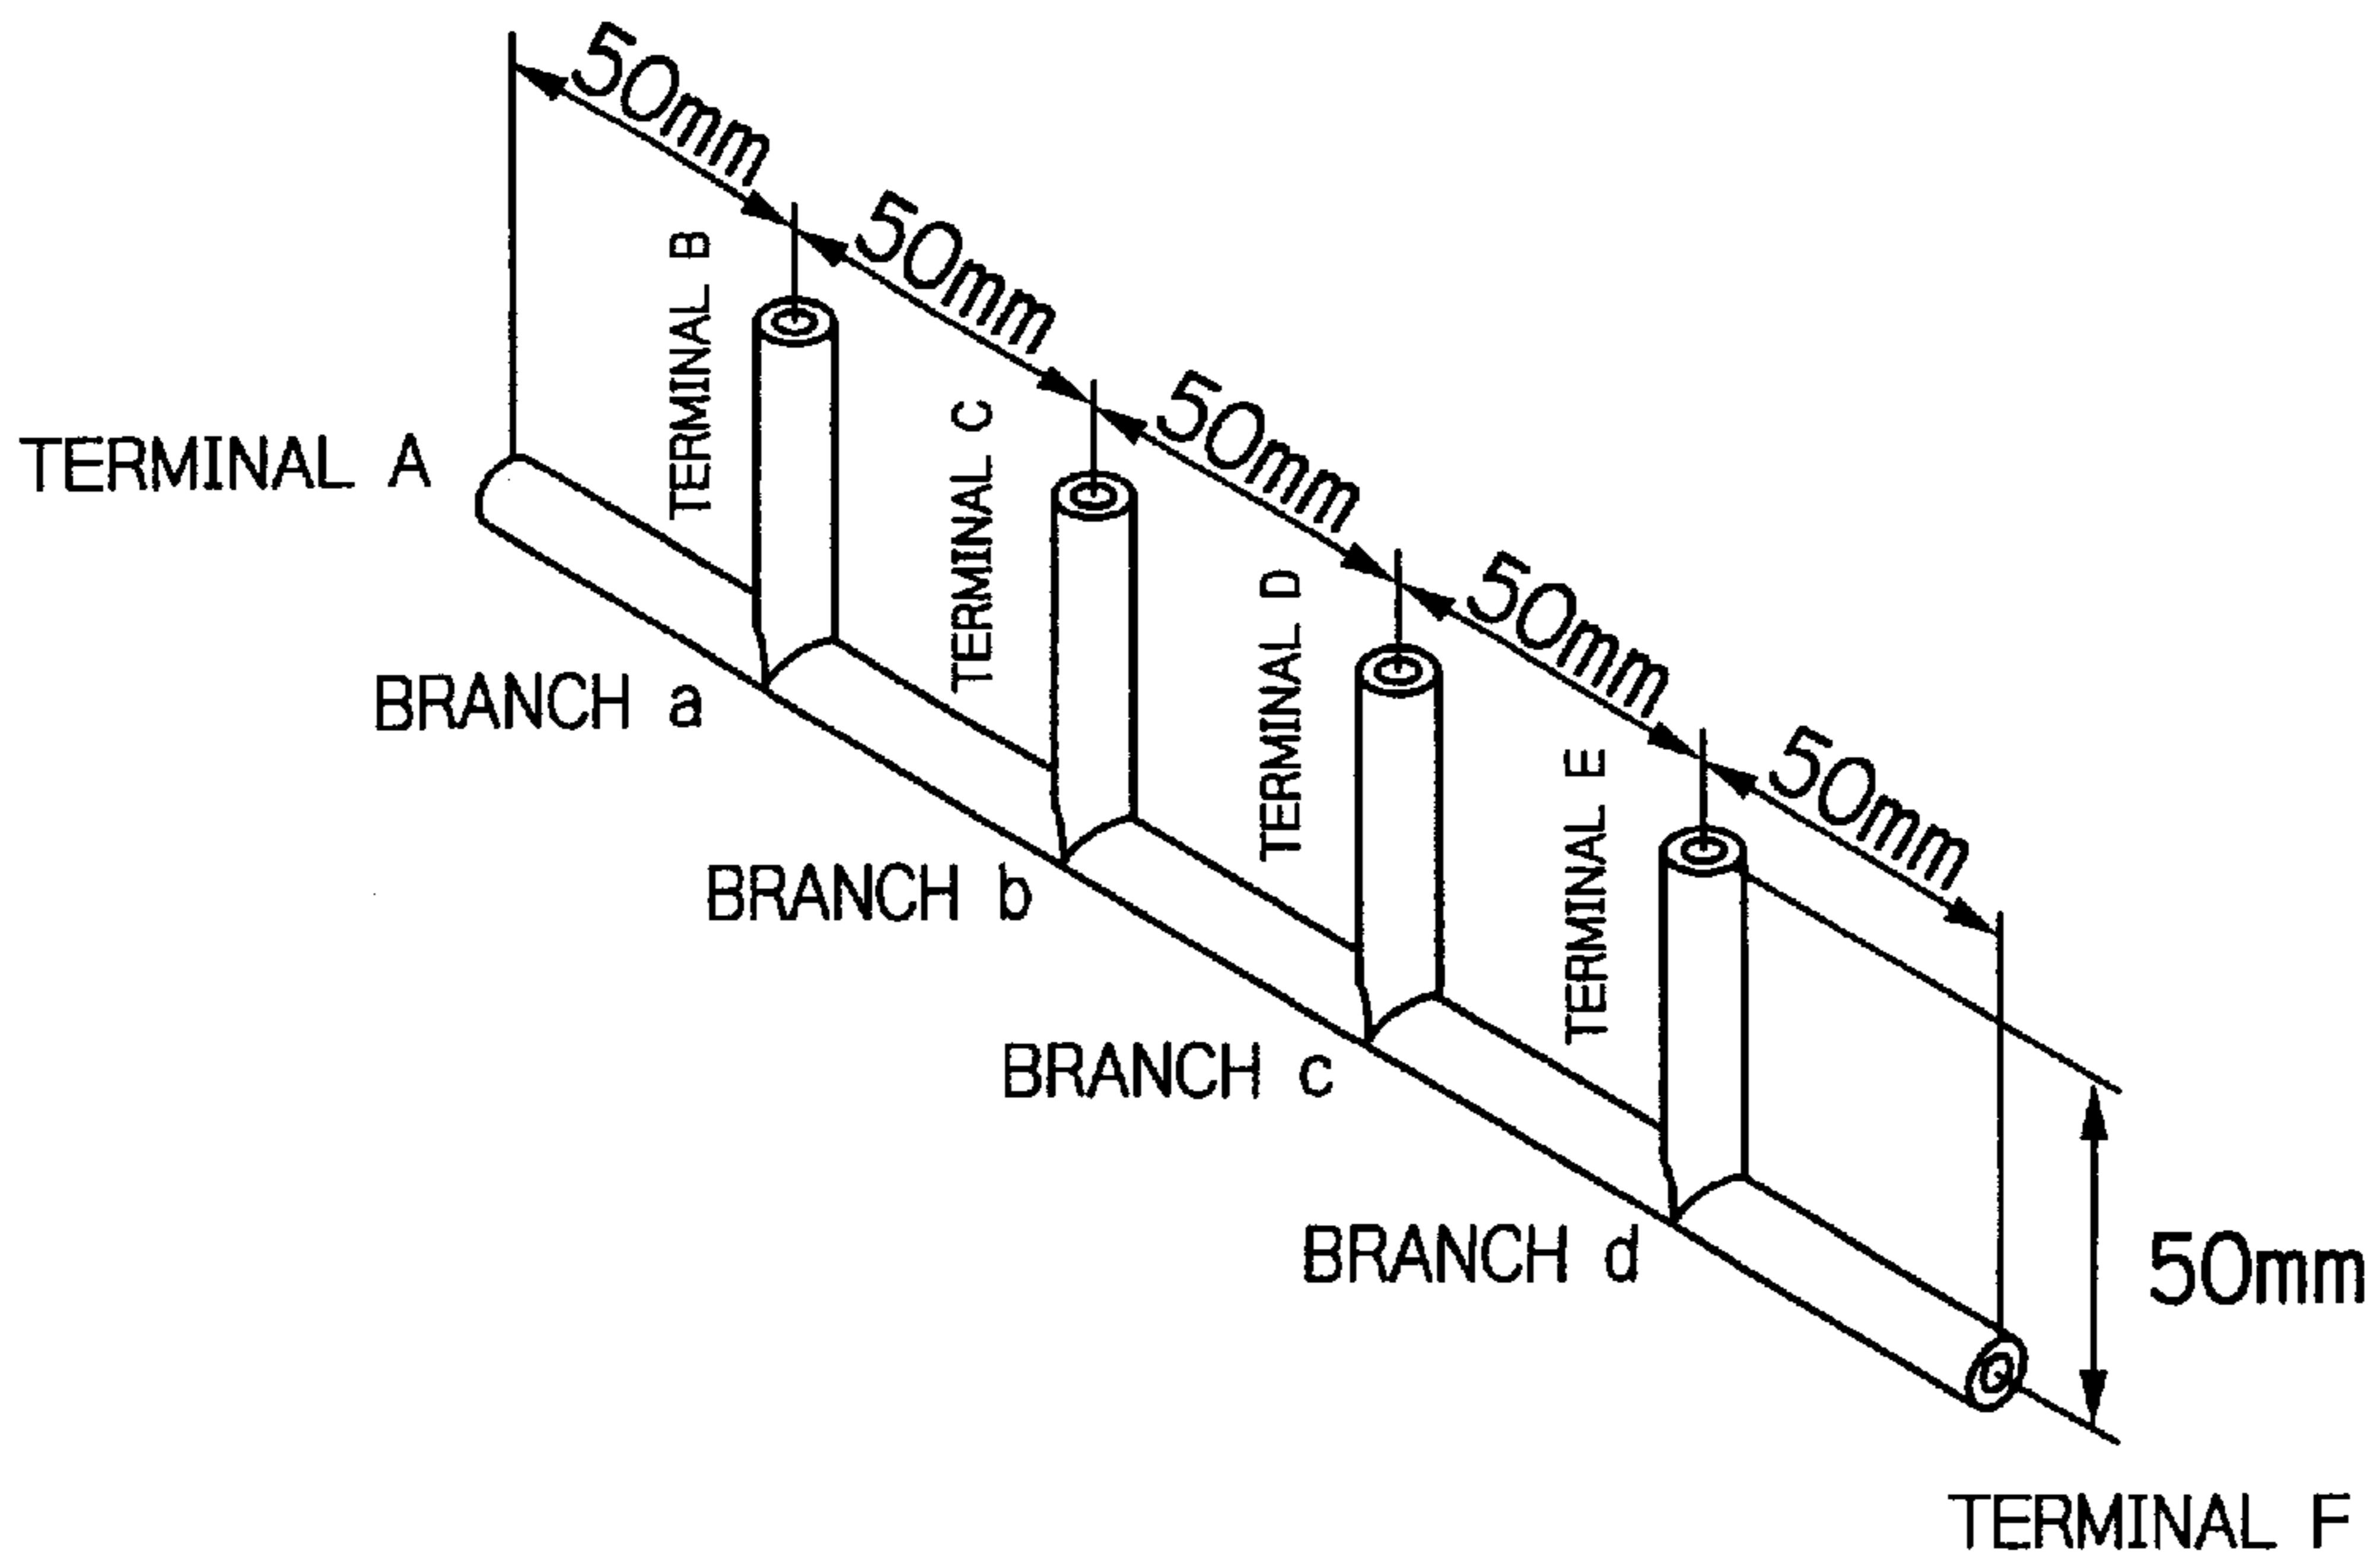 50mm
50mm
50mm
50mm
50mm
TERMINAL A
TERMINAL B
TERMINAL C
TERMINAL D
TERMINAL E
BRANCH a
BRANCH b
BRANCH c
BRANCH d
50mm
TERMINAL F